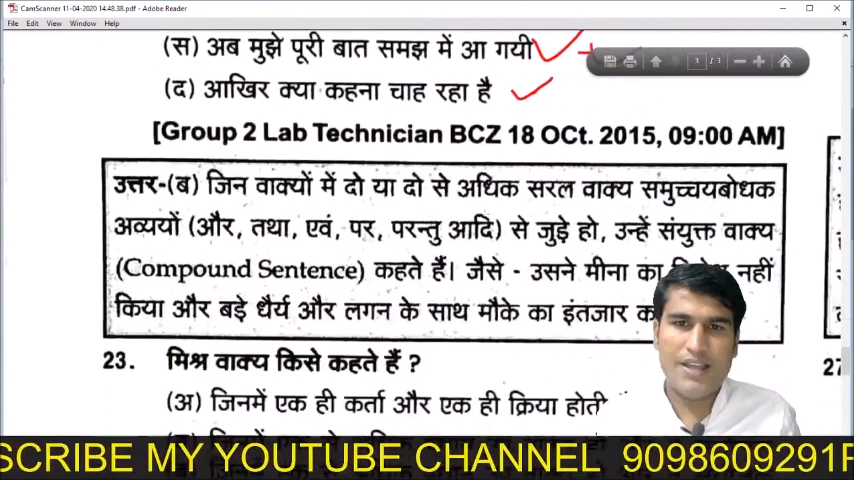 CamScanner 11-04-2020 14.48.38.pdf - Adobe Reader
File Edit View Window Help
(स) अब मुझे पूरी बात समझ में आ गयी
3 / 1
(द) आखिर क्या कहना चाह रहा है
[Group 2 Lab Technician BCZ 18 OCt. 2015, 09:00 AM]
उत्तर-(ब) जिन वाक्यों में दो या दो से अधिक सरल वाक्य समुच्चयबोधक
अव्ययों (और, तथा, एवं, पर, परन्तु आदि) से जुड़े हो, उन्हें संयुक्त वाक्य
(Compound Sentence) कहते हैं। जैसे - उसने मीना का नहीं
किया और बड़े धैर्य और लगन के साथ मौके का इंतजार
23. मिश्र वाक्य किसे कहते हैं ?
27
(अ) जिनमें एक ही कर्ता और एक ही क्रिया होती
SCRIBE MY YOUTUBE CHANNEL 9098609291F